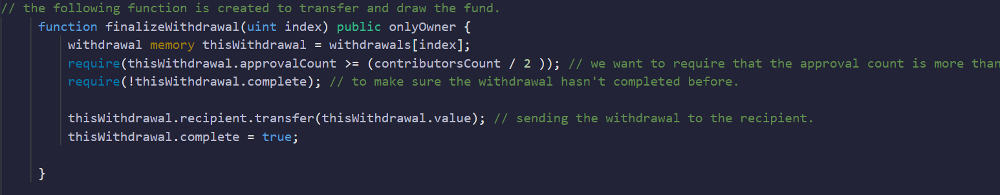 // the following function is created to transfer and draw the fund.
function finalizeWithdrawal(uint index) public onlyOwner {
withdrawal memory thisWithdrawal = withdrawals[index];
require(thisWithdrawal.approvalCount >= (contributorsCount / 2 )); // we want to require that the approval count is more than
require(!thisWithdrawal.complete); // to make sure the withdrawal hasn't completed before.
thisWithdrawal.recipient.transfer(thisWithdrawal.value); // sending the withdrawal to the recipient.
thisWithdrawal.complete = true;
}